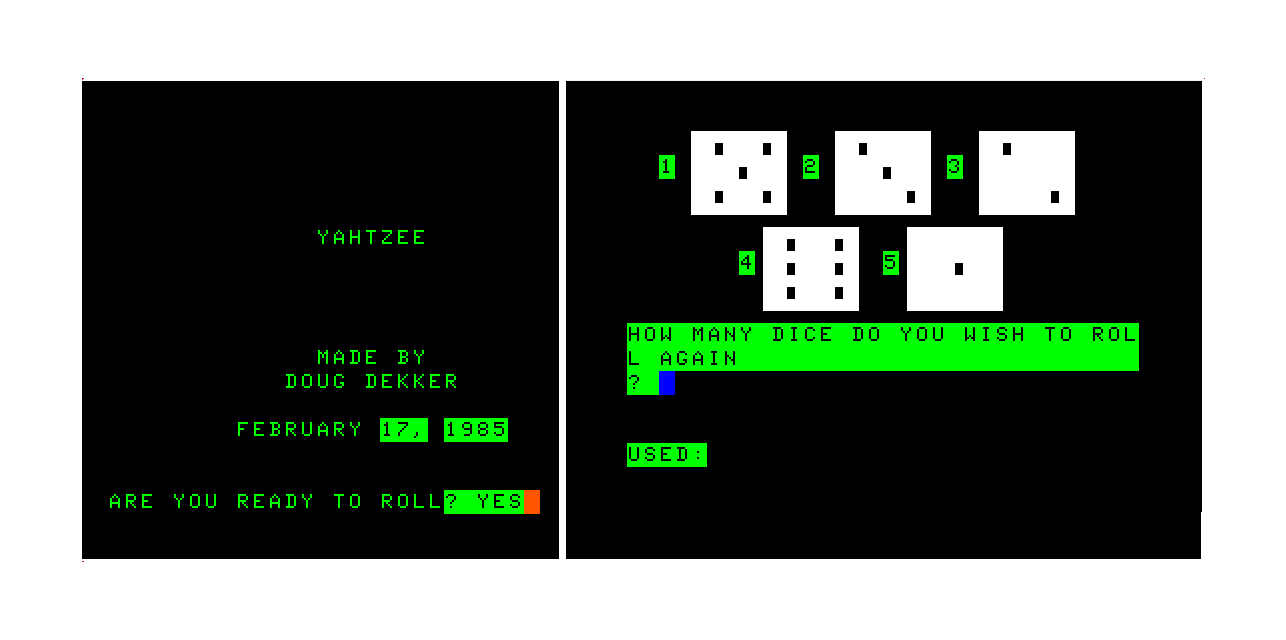 YAHTZEE
MADE BY
DOUG DEKKER
FEBRUARY 17, 1985
ARE YOU READY TO ROLL? YES
1 2 3
4 5
HOW MANY DICE DO YOU WISH TO ROL
L AGAIN
?
USED: